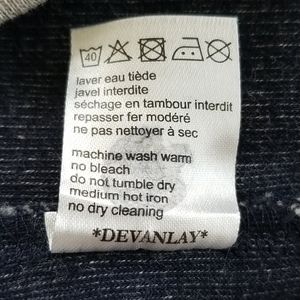 40
laver eau tiède
javel interdite
séchage en tambour interdit
repasser fer modéré
ne pas nettoyer à sec
machine wash warm
no bleach
do not tumble dry
medium hot iron
no dry cleaning
*DEVANLAY*